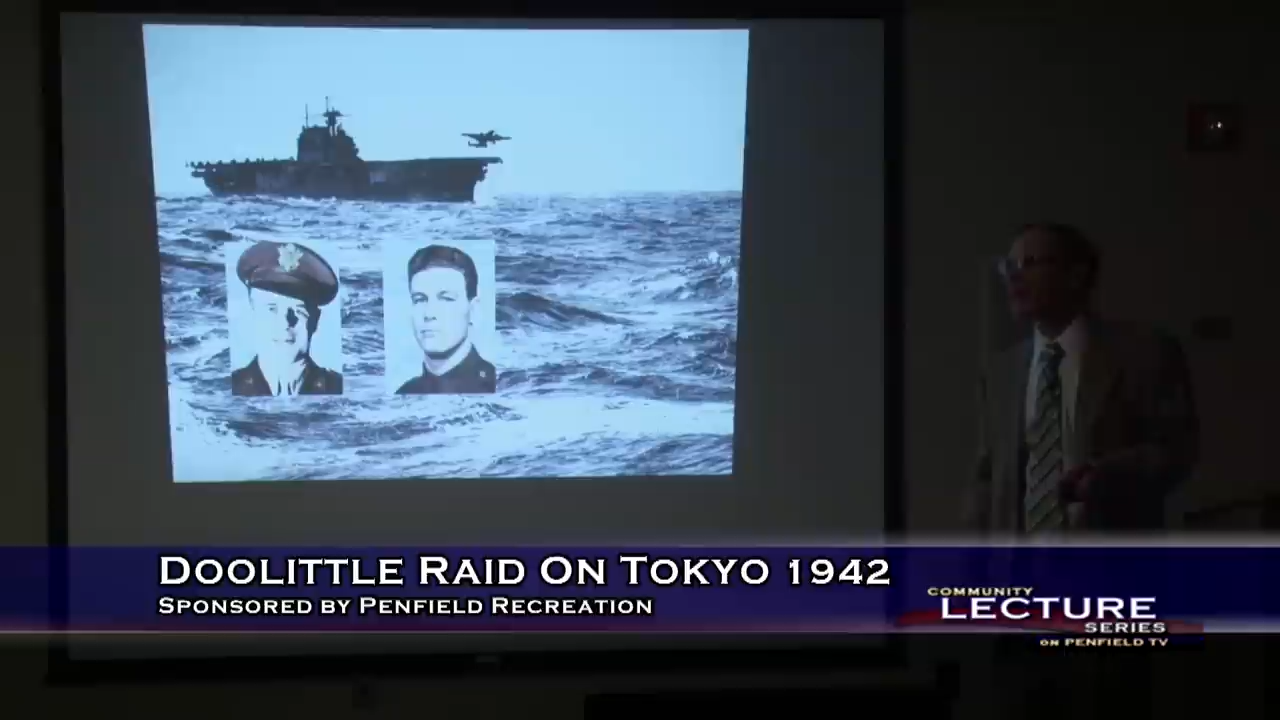 Doolittle Raid On Tokyo 1942
Sponsored by Penfield Recreation
COMMUNITY
LECTURE
SERIES
ON PENFIELD TV